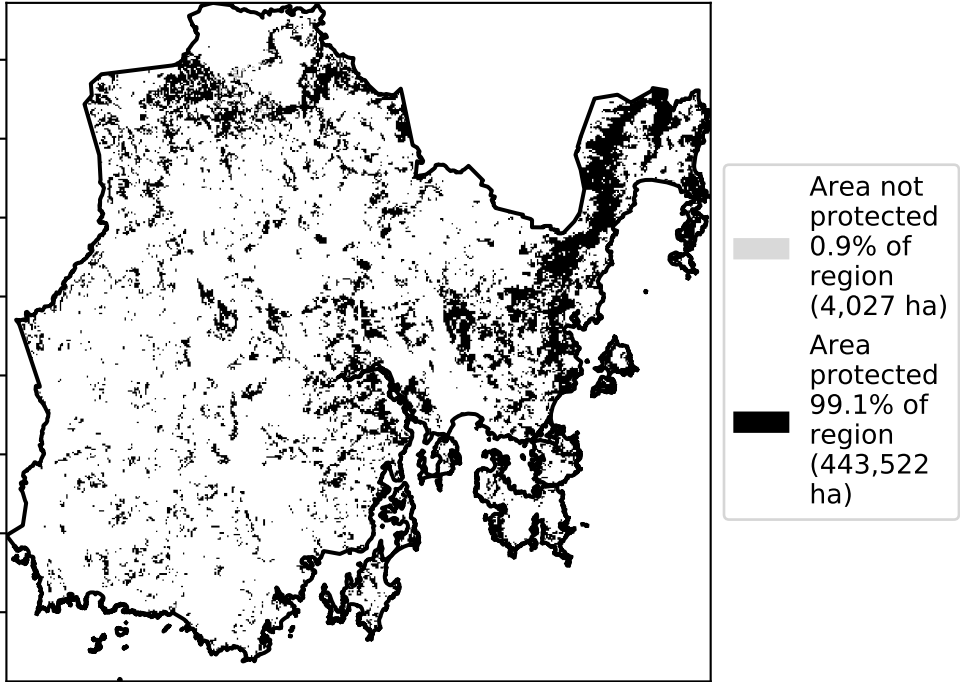 Area not
protected
0.9% of
region
(4,027 ha)
Area
protected
99.1% of
region
(443,522
ha)